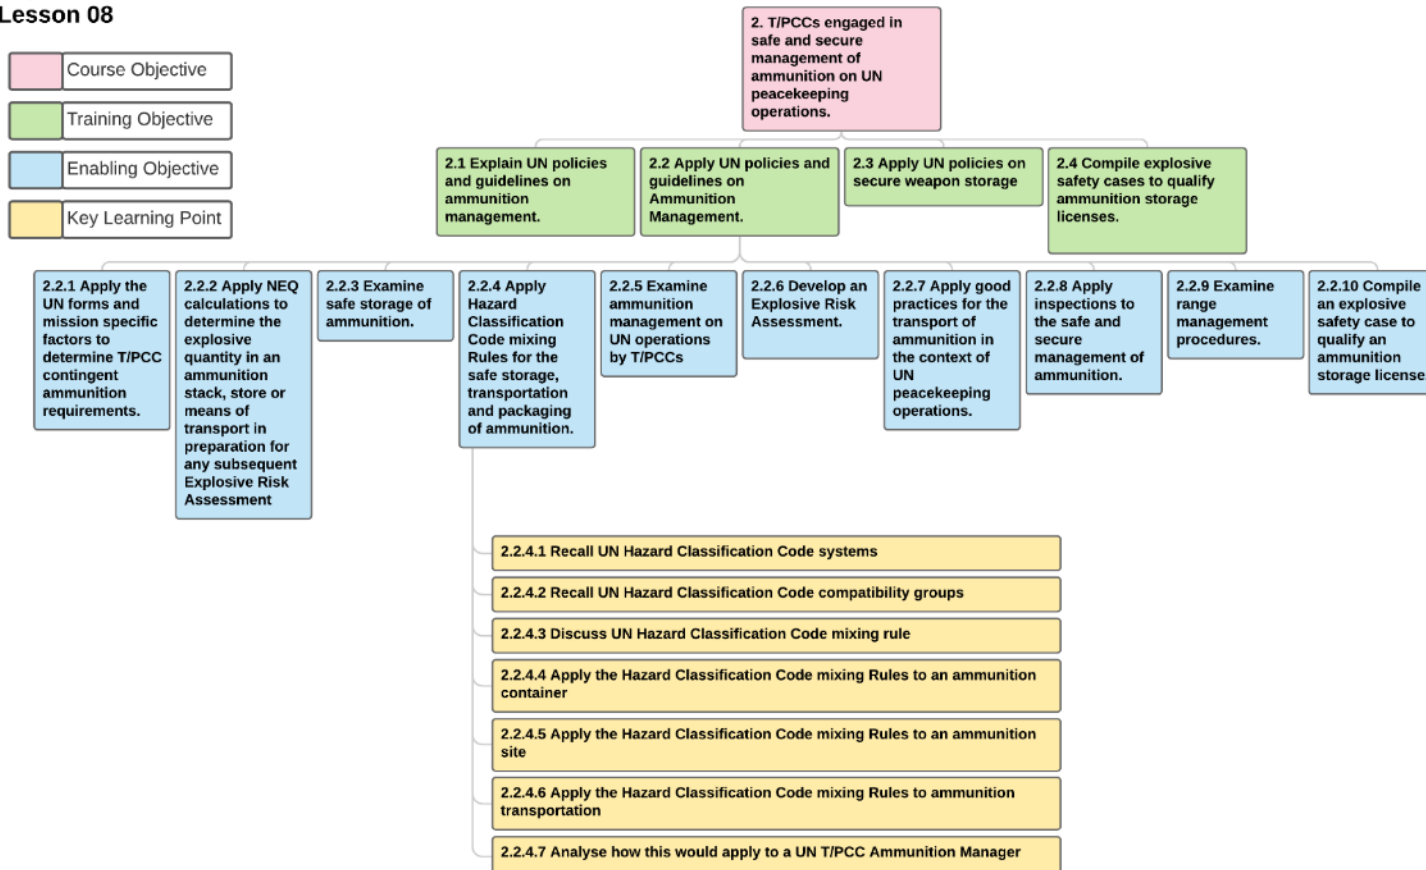 Lesson 08
Course Objective
Training Objective
Enabling Objective
Key Learning Point
2. T/PCCs engaged in
safe and secure
management of
ammunition on UN
peacekeeping
operations.
2.1 Explain UN policies
and guidelines on
ammunition
management.
2.2 Apply UN policies and
guidelines on
Ammunition
Management.
2.3 Apply UN policies on
secure weapon storage
2.4 Compile explosive
safety cases to qualify
ammunition storage
licenses.
2.2.1 Apply the
UN forms and
mission specific
factors to
determine T/PCC
contingent
ammunition
requirements.
2.2.2 Apply NEQ
calculations to
determine the
explosive
quantity in an
ammunition
stack, store or
means of
transport in
preparation for
any subsequent
Explosive Risk
Assessment
2.2.3 Examine
safe storage of
ammunition.
2.2.4 Apply
Hazard
Classification
Code mixing
Rules for the
safe storage,
transportation
and packaging
of ammunition.
2.2.5 Examine
ammunition
management on
UN operations
by T/PCCs
2.2.6 Develop an
Explosive Risk
Assessment.
2.2.7 Apply good
practices for the
transport of
ammunition in
the context of
UN
peacekeeping
operations.
2.2.8 Apply
inspections to
the safe and
secure
management of
ammunition.
2.2.9 Examine
range
management
procedures.
2.2.10 Compile
an explosive
safety case to
qualify an
ammunition
storage license
2.2.4.1 Recall UN Hazard Classification Code systems
2.2.4.2 Recall UN Hazard Classification Code compatibility groups
2.2.4.3 Discuss UN Hazard Classification Code mixing rule
2.2.4.4 Apply the Hazard Classification Code mixing Rules to an ammunition
container
2.2.4.5 Apply the Hazard Classification Code mixing Rules to an ammunition
site
2.2.4.6 Apply the Hazard Classification Code mixing Rules to ammunition
transportation
2.2.4.7 Analyse how this would apply to a UN T/PCC Ammunition Manager